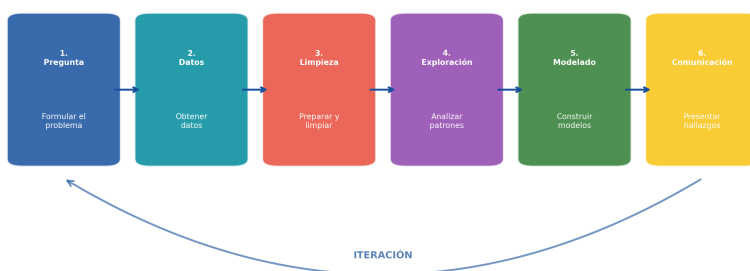 1.
Pregunta
Formular el
problema
2.
Datos
Obtener
datos
3.
Limpieza
Preparar y
limpiar
4.
Exploración
Analizar
patrones
5.
Modelado
Construir
modelos
6.
Comunicación
Presentar
hallazgos
ITERACIÓN